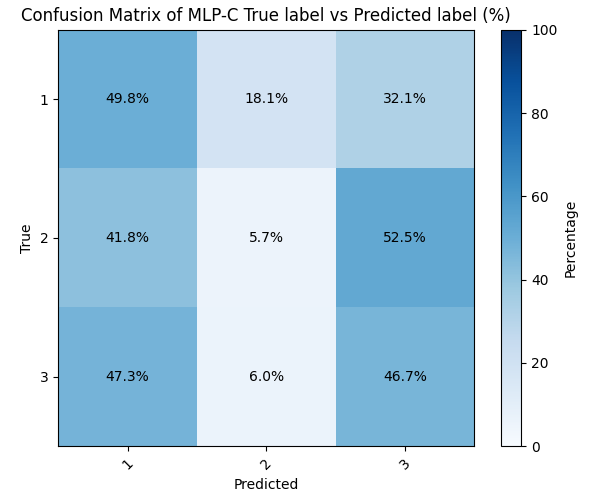 Confusion Matrix of MLP-C True label vs Predicted label (%)
100
1 49.8% 18.1% 32.1%
80
60
True
2 41.8% 5.7% 52.5%
Percentage
40
3 47.3% 6.0% 46.7%
20
0
1 2 3
Predicted